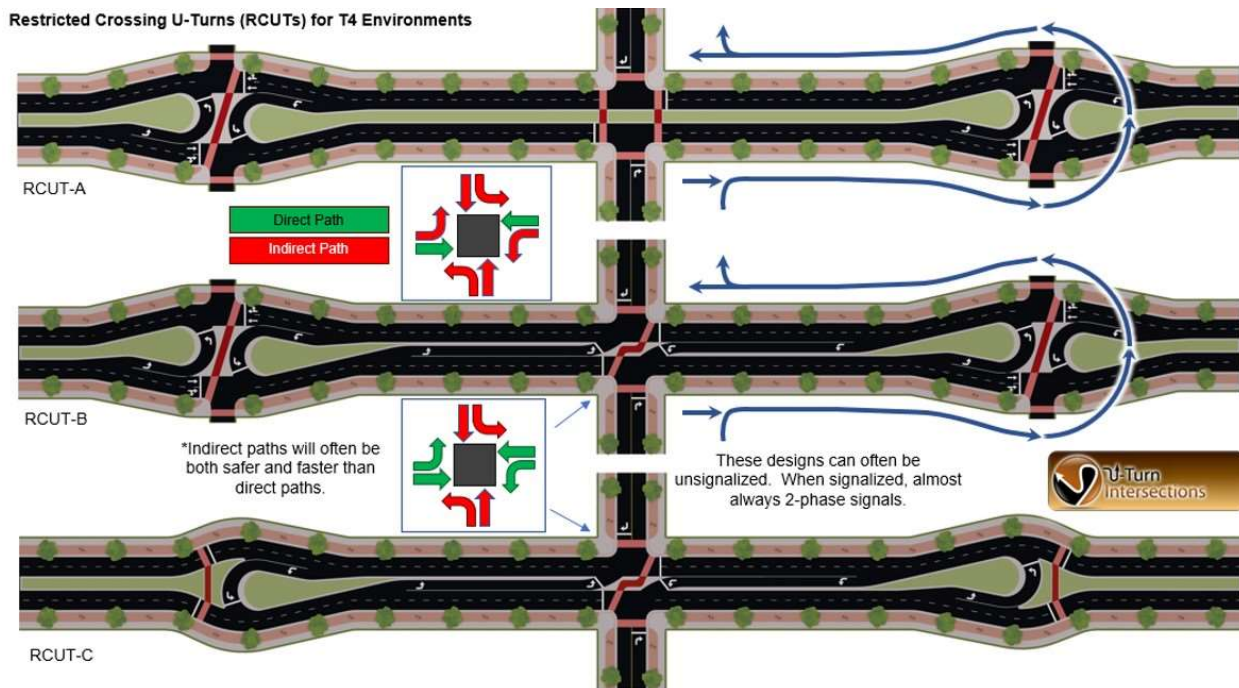 Restricted Crossing U-Turns (RCUTs) for T4 Environments
RCUT-A
Direct Path
Indirect Path
RCUT-B
*Indirect paths will often be
both safer and faster than
direct paths.
These designs can often be
unsignalized. When signalized, almost
always 2-phase signals.
U-Turn
Intersections
RCUT-C